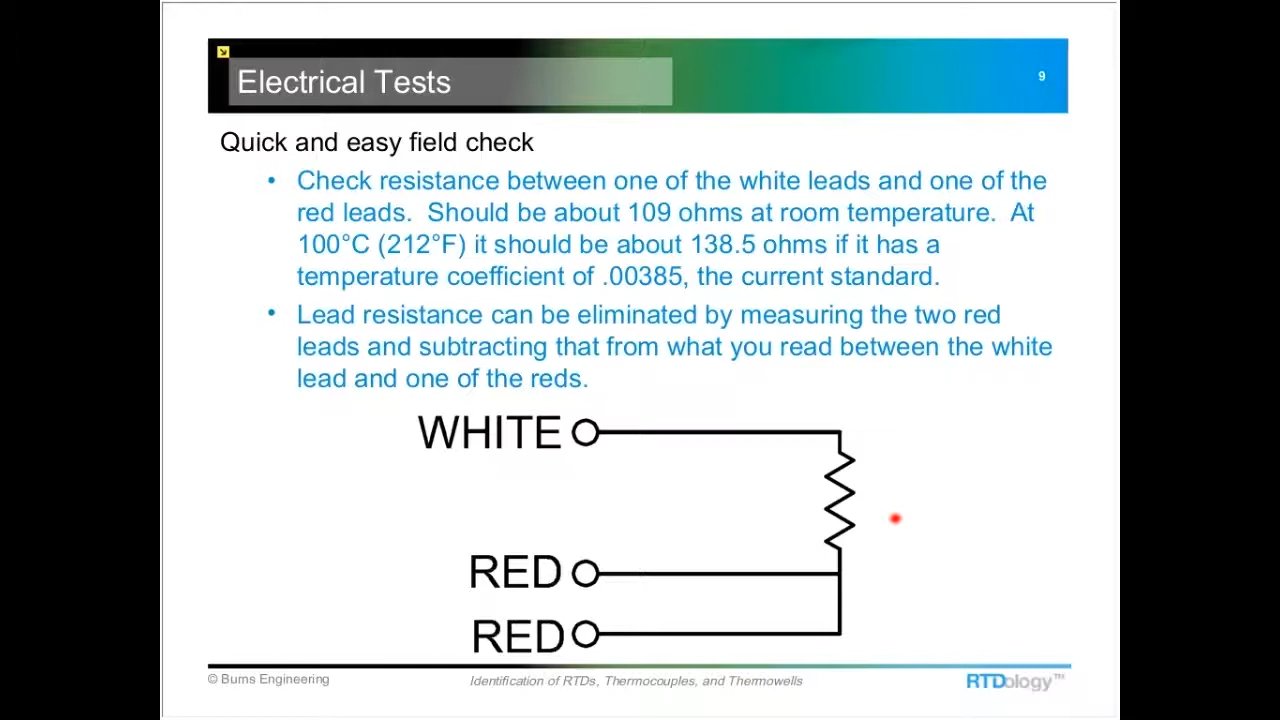 Electrical Tests
9
Quick and easy field check
• Check resistance between one of the white leads and one of the
red leads. Should be about 109 ohms at room temperature. At
100°C (212°F) it should be about 138.5 ohms if it has a
temperature coefficient of .00385, the current standard.
• Lead resistance can be eliminated by measuring the two red
leads and subtracting that from what you read between the white
lead and one of the reds.
WHITE
RED
RED
© Burns Engineering
Identification of RTDs, Thermocouples, and Thermowells
RTDology™